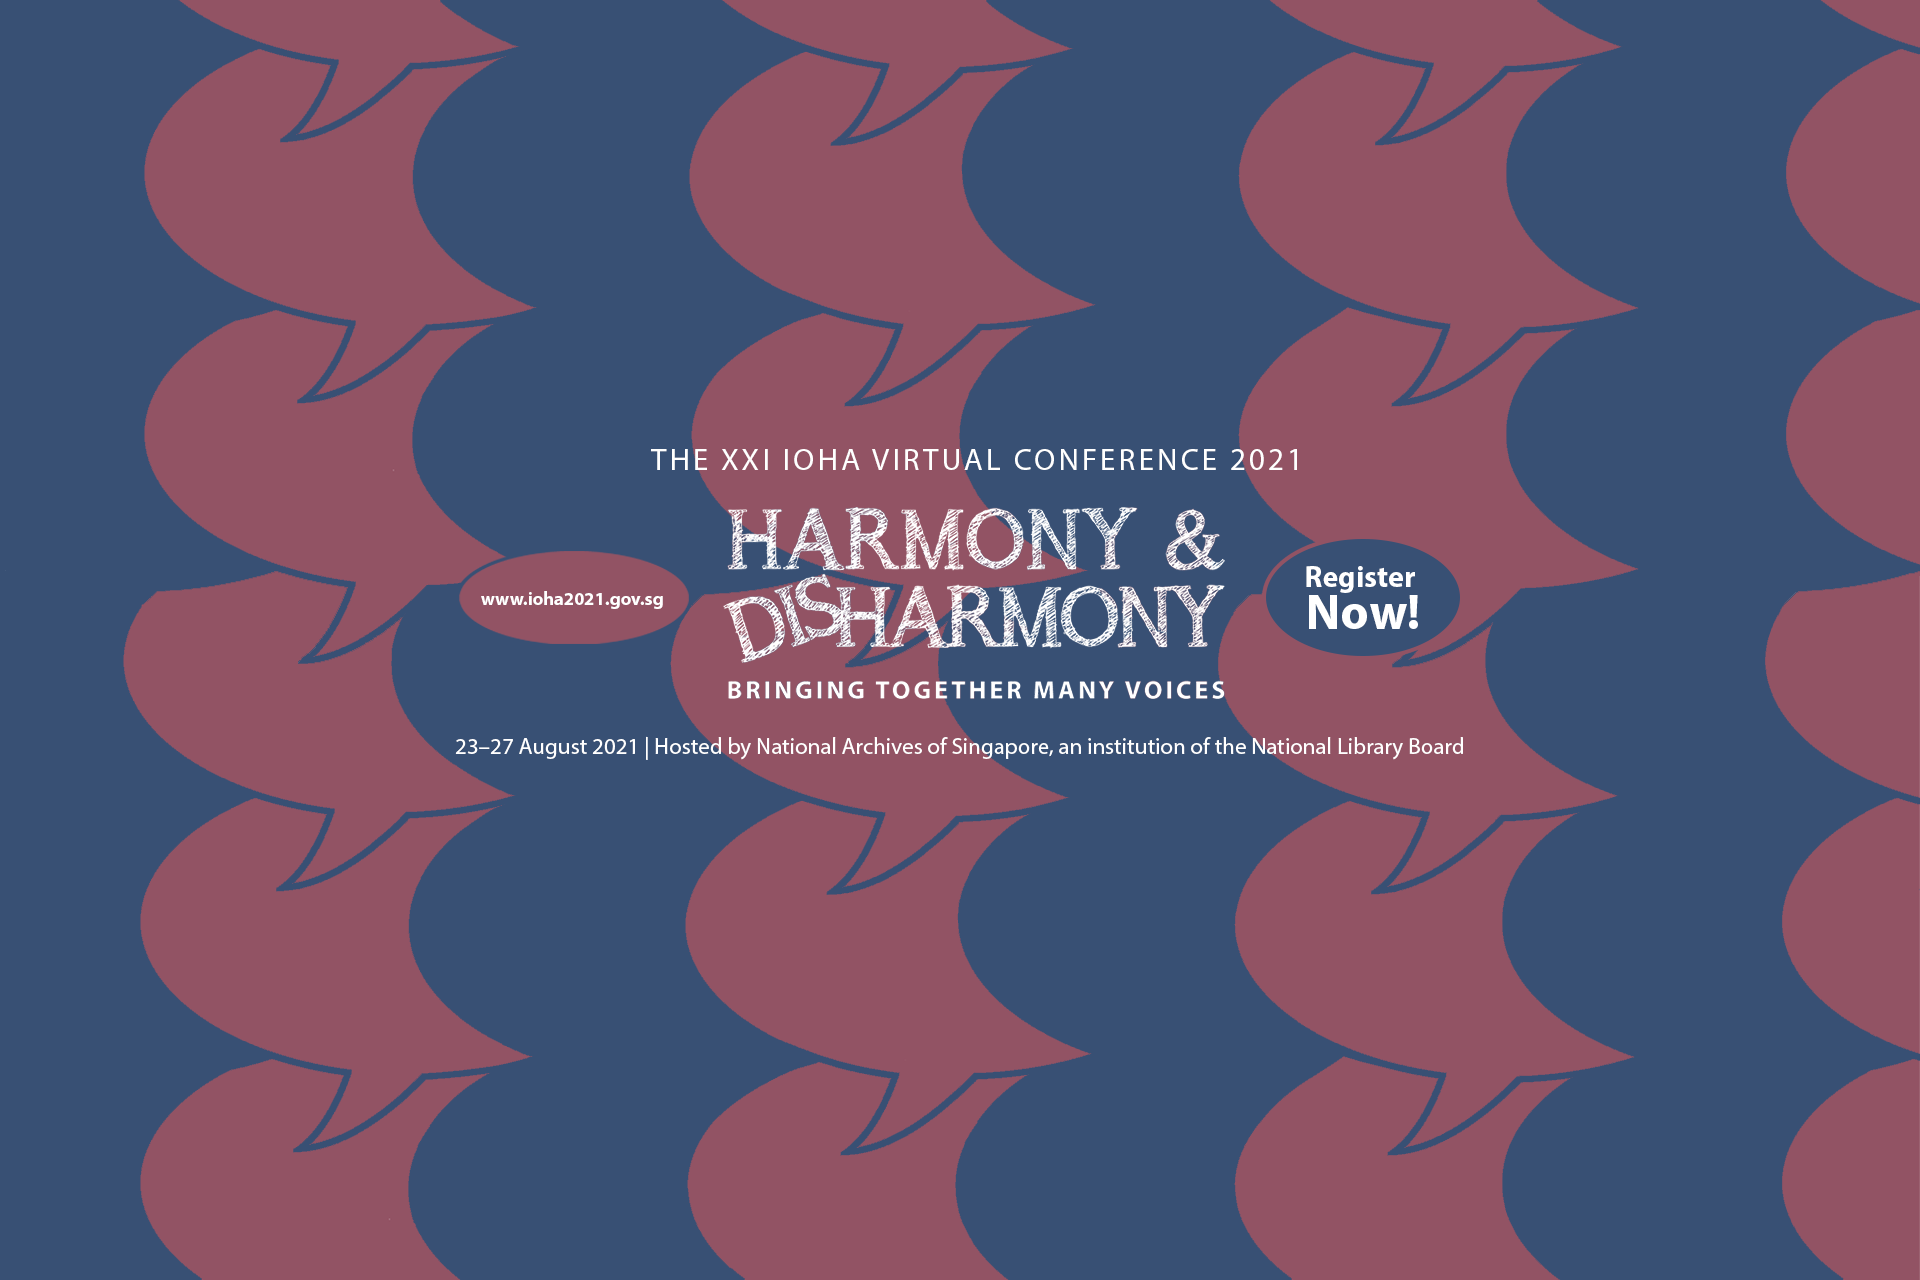 THE XXI IOHA VIRTUAL CONFERENCE 2021
HARMONY &
DISHARMONY
www.ioha2021.gov.sg
Register
Now!
BRINGING TOGETHER MANY VOICES
23–27 August 2021 | Hosted by National Archives of Singapore, an institution of the National Library Board